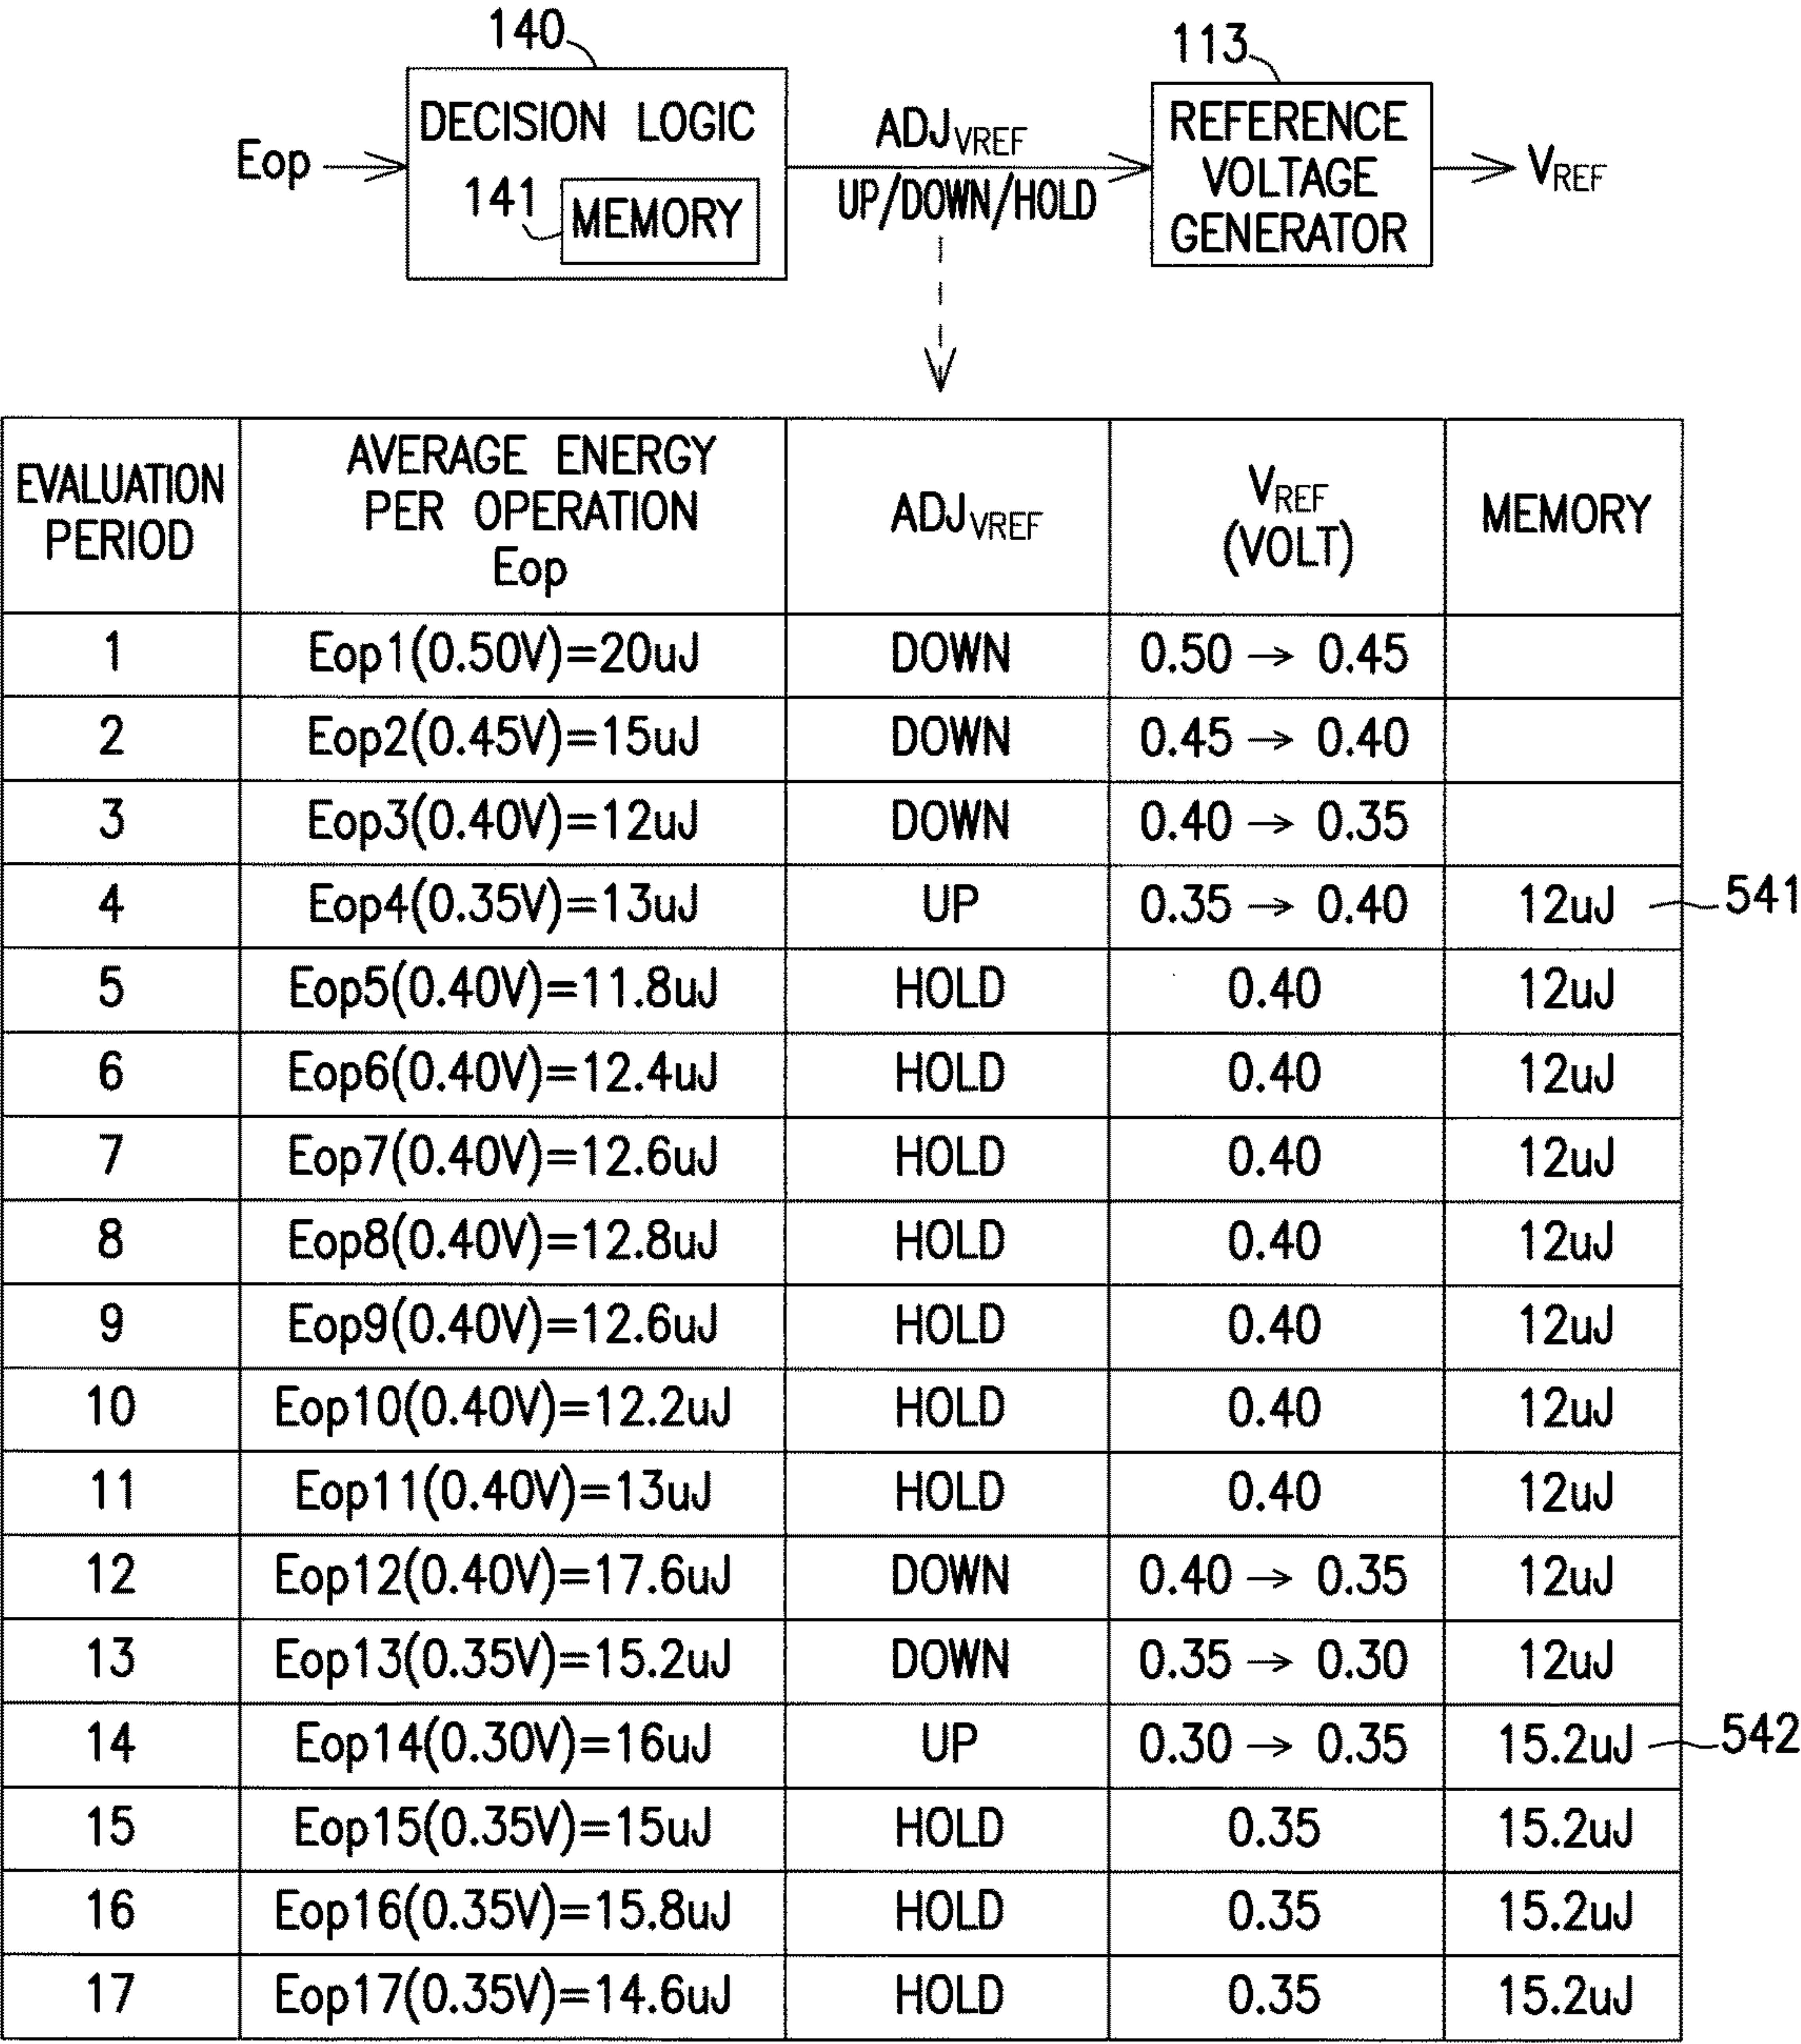 140
113
DECISION LOGIC
REFERENCE
VOLTAGE
GENERATOR
Eop
ADJVREF
UP/DOWN/HOLD
VREF
141
MEMORY
EVALUATION
PERIOD
AVERAGE ENERGY
PER OPERATION
Eop
ADJVREF
VREF
(VOLT)
MEMORY
1 Eop1(0.50V)=20uJ DOWN 0.50 → 0.45
2 Eop2(0.45V)=15uJ DOWN 0.45 → 0.40
3 Eop3(0.40V)=12uJ DOWN 0.40 → 0.35
4 Eop4(0.35V)=13uJ UP 0.35 → 0.40 12uJ 541
5 Eop5(0.40V)=11.8uJ HOLD 0.40 12uJ
6 Eop6(0.40V)=12.4uJ HOLD 0.40 12uJ
7 Eop7(0.40V)=12.6uJ HOLD 0.40 12uJ
8 Eop8(0.40V)=12.8uJ HOLD 0.40 12uJ
9 Eop9(0.40V)=12.6uJ HOLD 0.40 12uJ
10 Eop10(0.40V)=12.2uJ HOLD 0.40 12uJ
11 Eop11(0.40V)=13uJ HOLD 0.40 12uJ
12 Eop12(0.40V)=17.6uJ DOWN 0.40 → 0.35 12uJ
13 Eop13(0.35V)=15.2uJ DOWN 0.35 → 0.30 12uJ
14 Eop14(0.30V)=16uJ UP 0.30 → 0.35 15.2uJ 542
15 Eop15(0.35V)=15uJ HOLD 0.35 15.2uJ
16 Eop16(0.35V)=15.8uJ HOLD 0.35 15.2uJ
17 Eop17(0.35V)=14.6uJ HOLD 0.35 15.2uJ